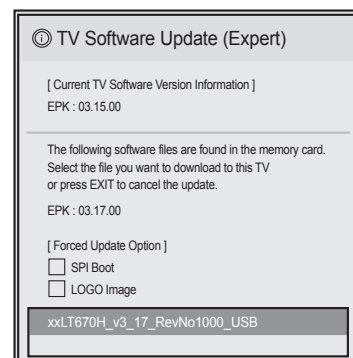 ⓘ TV Software Update (Expert)
[ Current TV Software Version Information ]
EPK : 03.15.00
The following software files are found in the memory card.
Select the file you want to download to this TV
or press EXIT to cancel the update.
EPK : 03.17.00
[ Forced Update Option ]
SPI Boot
LOGO Image
xxLT670H_v3_17_RevNo1000_USB